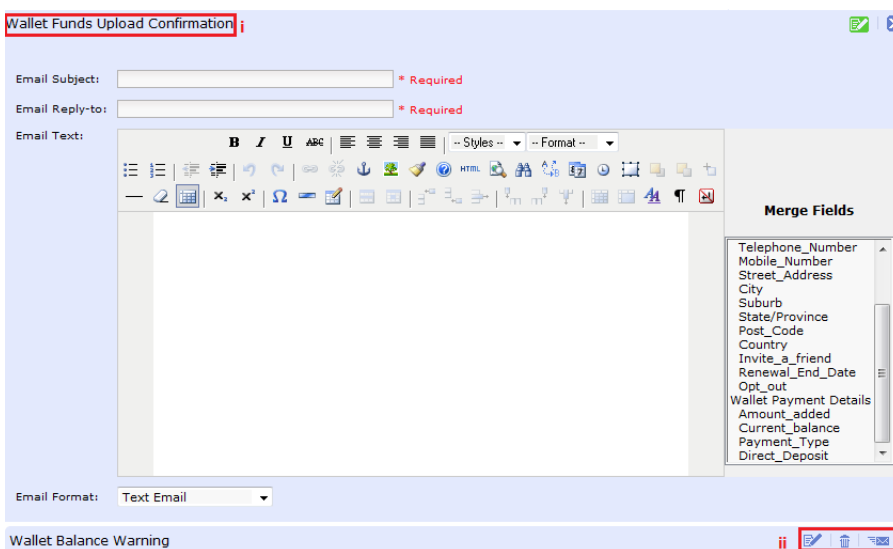 Wallet Funds Upload Confirmation i
Email Subject: * Required
Email Reply-to: * Required
Email Text:
B I U ABC -- Styles -- -- Format --
HTML
Merge Fields
Telephone_Number
Mobile_Number
Street_Address
City
Suburb
State/Province
Post_Code
Country
Invite_a_friend
Renewal_End_Date
Opt_out
Wallet Payment Details
Amount_added
Current_balance
Payment_Type
Direct_Deposit
Email Format: Text Email
Wallet Balance Warning ii